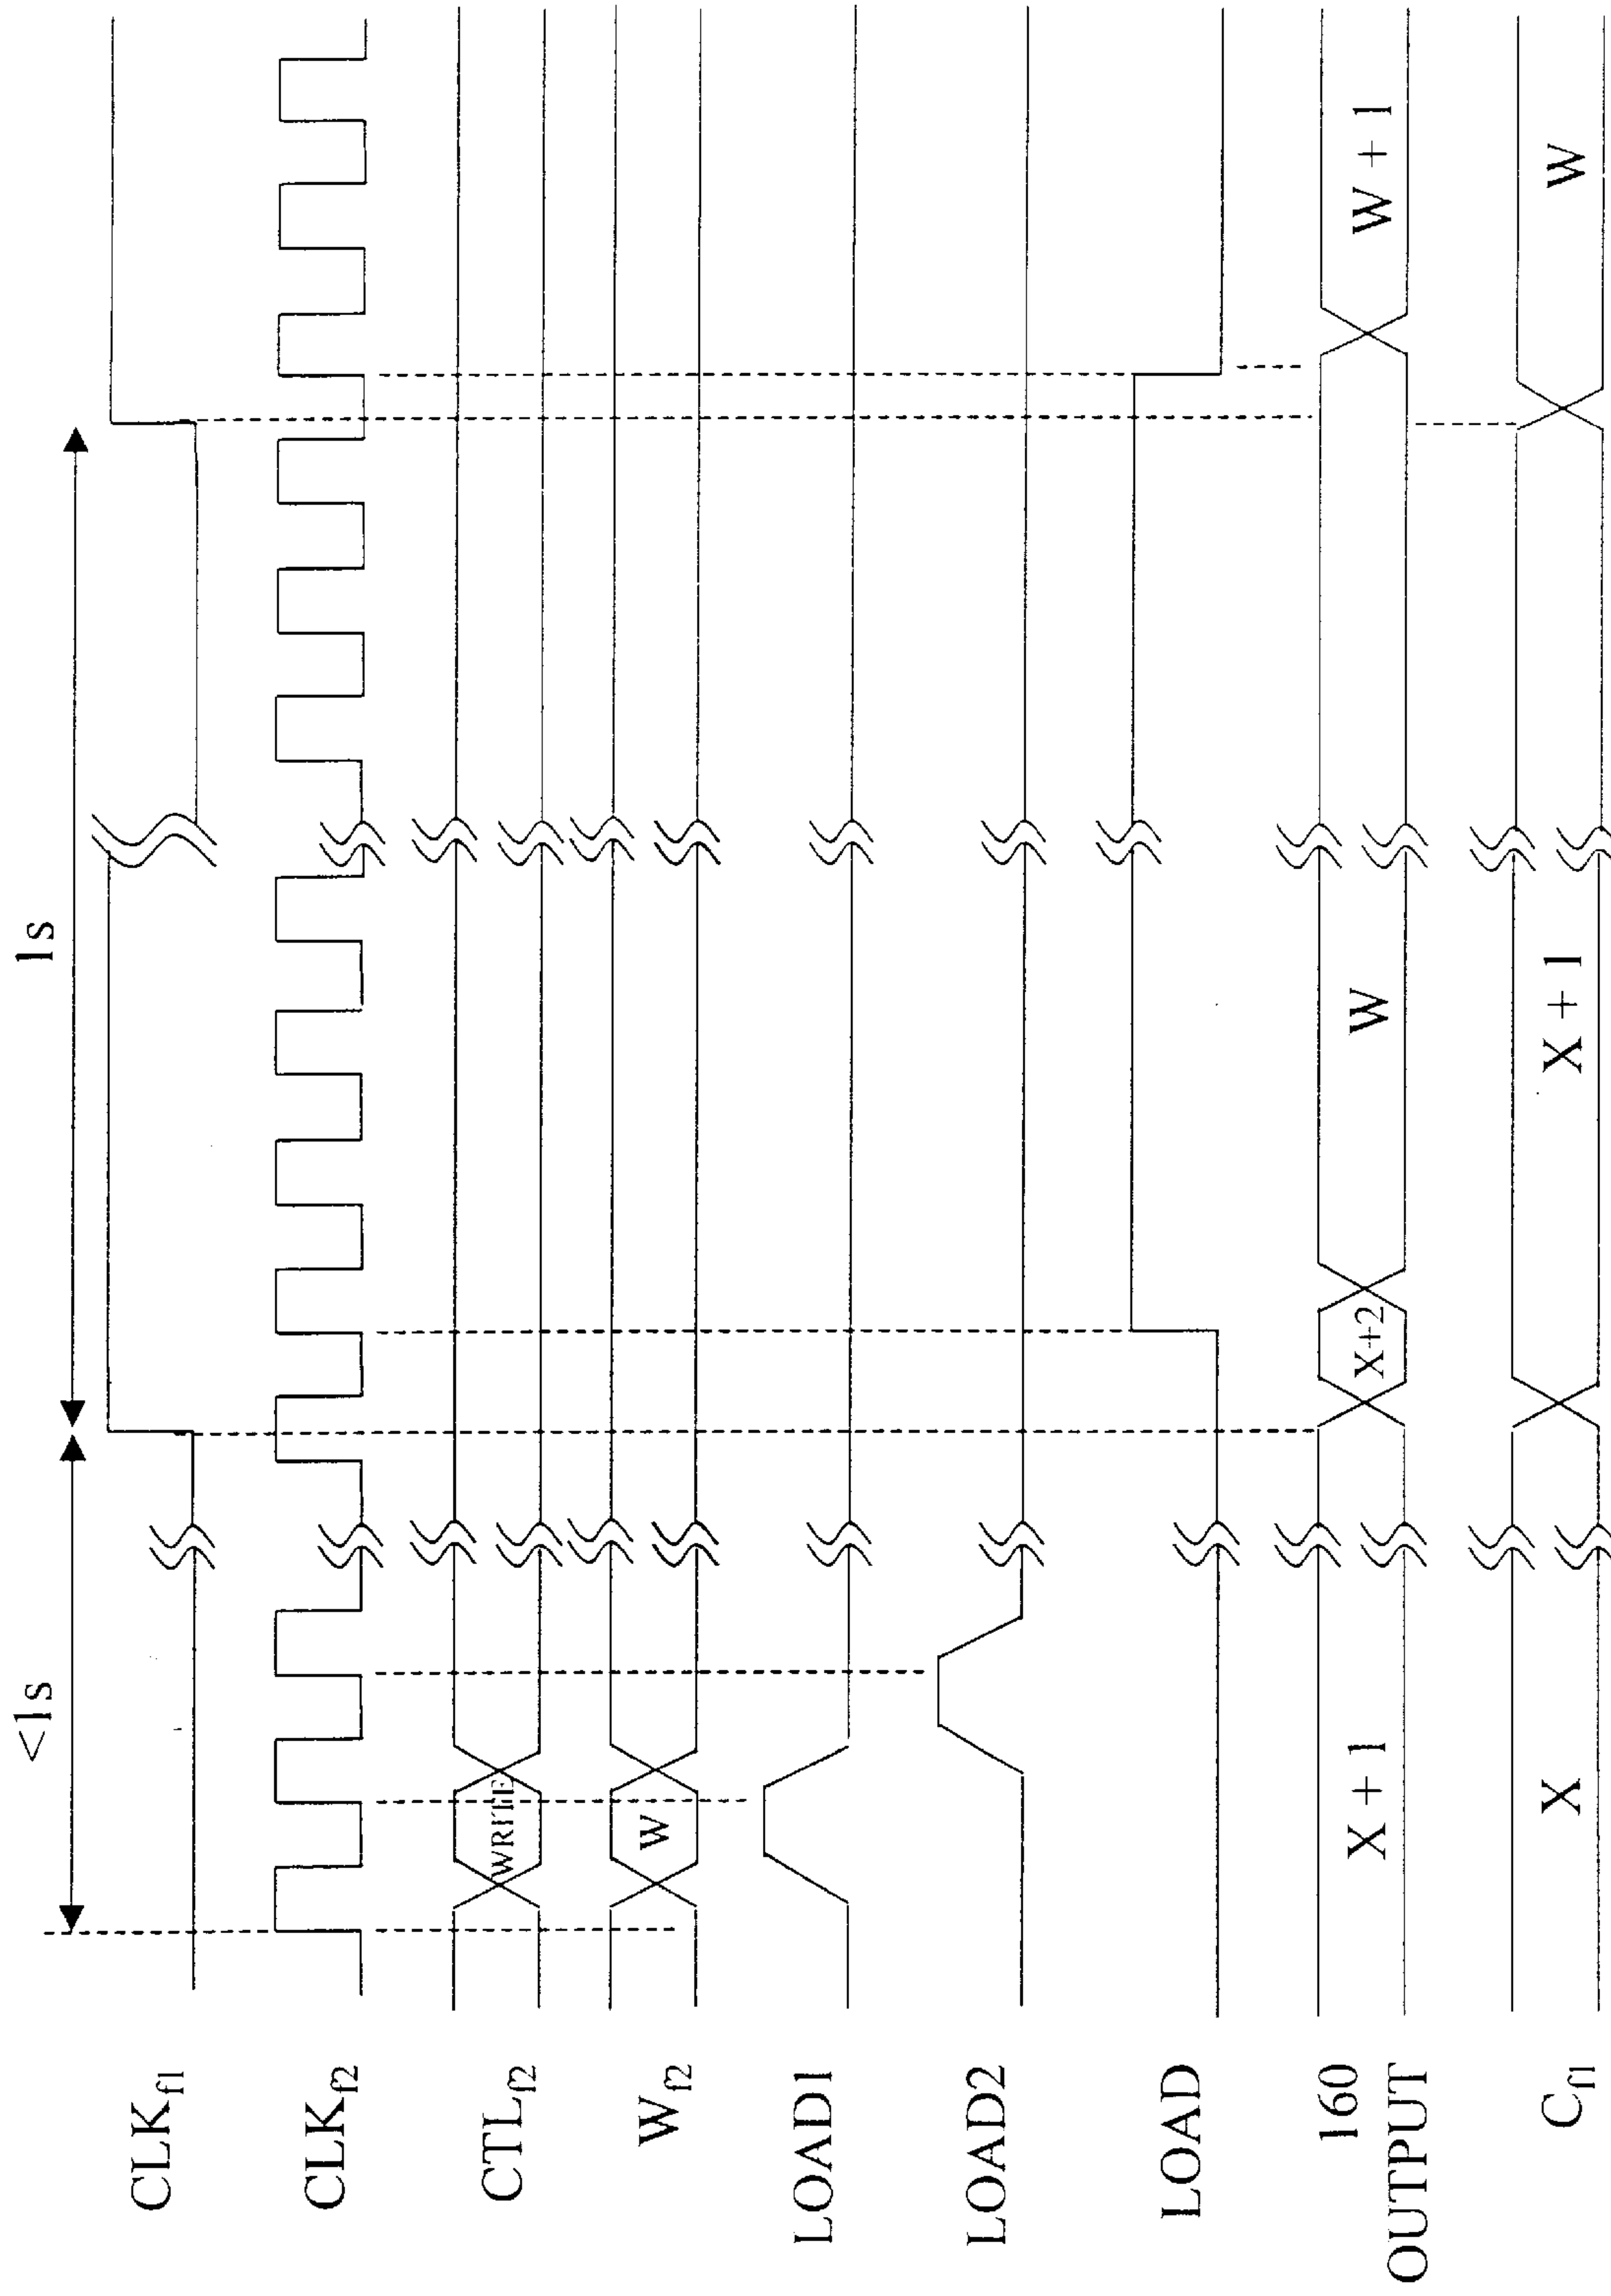 <1s
1s
CLKf1
CLKf2
CTLf2
WRITE
Wf2
W
LOAD1
LOAD2
LOAD
160
OUTPUT
X + 1
X+2
W
W + 1
Cf1
X
X + 1
W